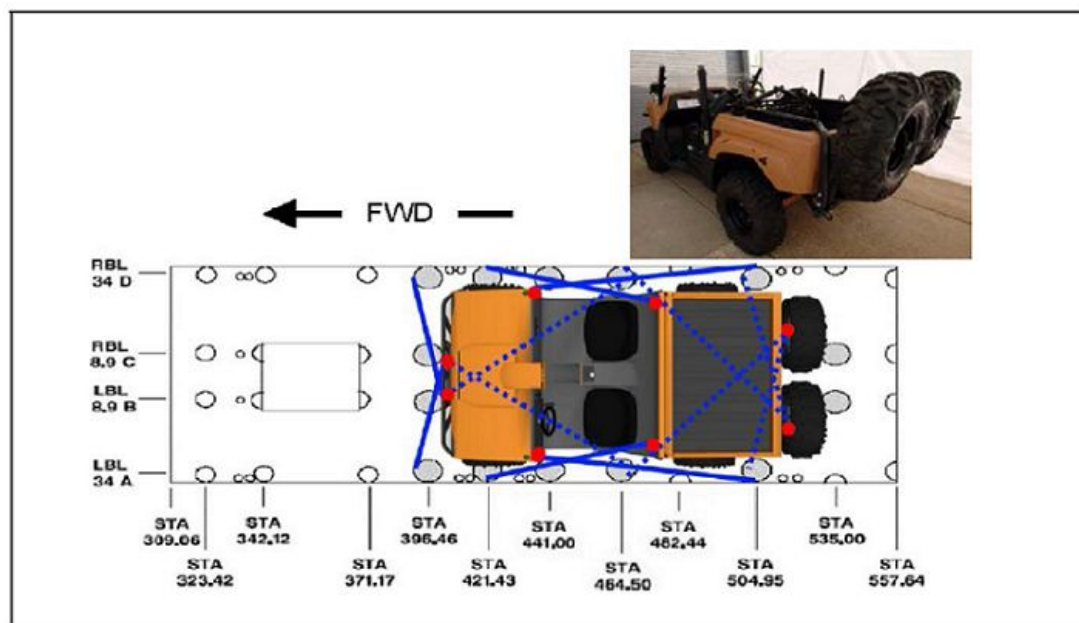 FWD
RBL
34 D
RBL
8.9 C
LBL
8.9 B
LBL
34 A
STA
309.06
STA
323.42
STA
342.12
STA
371.17
STA
396.46
STA
421.43
STA
441.00
STA
464.50
STA
482.44
STA
504.95
STA
535.00
STA
557.64